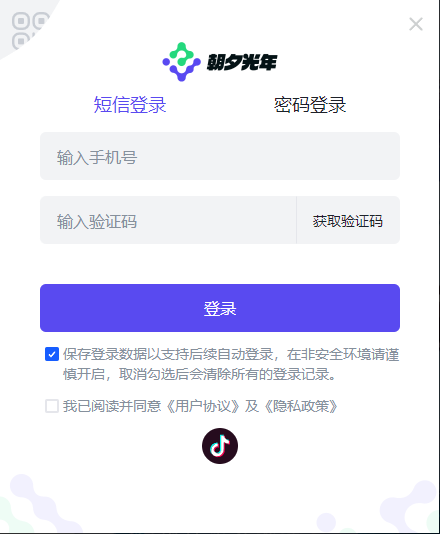 朝夕光年
短信登录
密码登录
输入手机号
输入验证码
获取验证码
登录
保存登录数据以支持后续自动登录，在非安全环境请谨
慎开启，取消勾选后会清除所有的登录记录。
我已阅读并同意《用户协议》及《隐私政策》